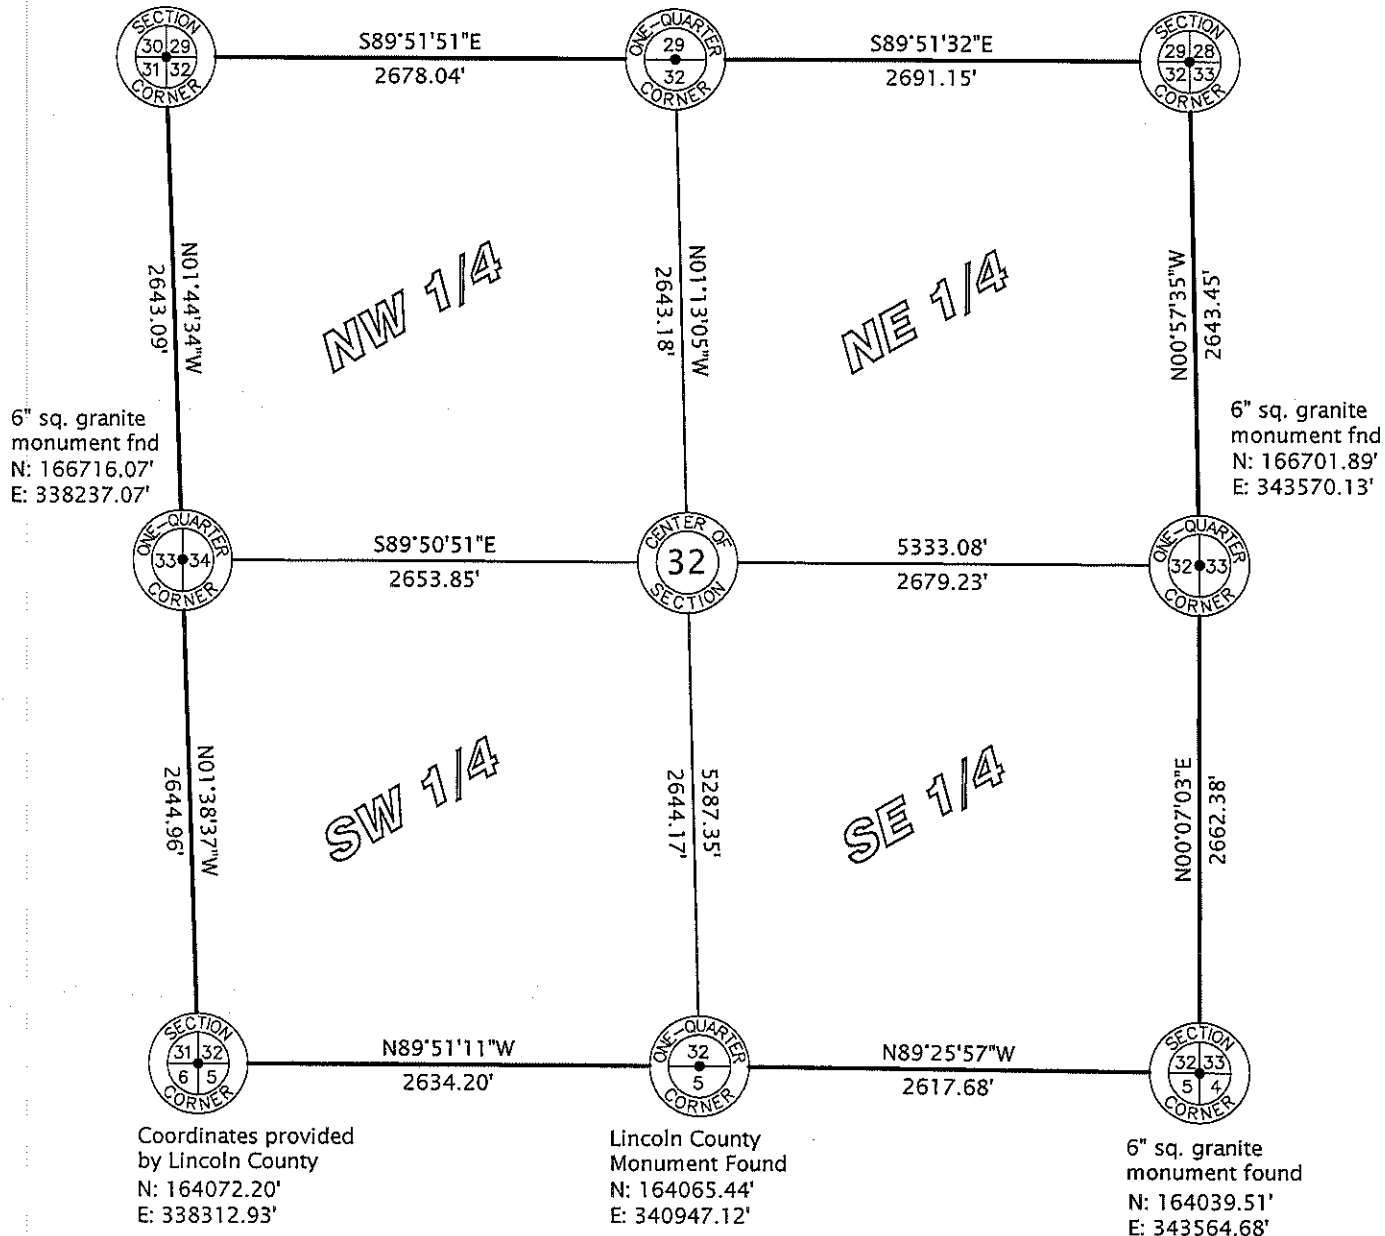 SECTION
30 29
31 32
CORNER
S89°51'51"E
2678.04'
ONE-QUARTER
29
32
CORNER
S89°51'32"E
2691.15'
SECTION
29 28
32 33
CORNER
N01°44'34"W
2643.09'
NW 1/4
N01°13'05"W
2643.18'
NE 1/4
N00°57'35"W
2643.45'
6" sq. granite
monument fnd
N: 166716.07'
E: 338237.07'
6" sq. granite
monument fnd
N: 166701.89'
E: 343570.13'
ONE-QUARTER
33 34
CORNER
S89°50'51"E
2653.85'
CENTER OF
32
SECTION
5333.08'
2679.23'
ONE-QUARTER
32 33
CORNER
N01°38'37"W
2644.96'
SW 1/4
5287.35'
2644.17'
SE 1/4
N00°07'03"E
2662.38'
SECTION
31 32
6 5
CORNER
N89°51'11"W
2634.20'
ONE-QUARTER
32
5
CORNER
N89°25'57"W
2617.68'
SECTION
32 33
5 4
CORNER
Coordinates provided
by Lincoln County
N: 164072.20'
E: 338312.93'
Lincoln County
Monument Found
N: 164065.44'
E: 340947.12'
6" sq. granite
monument found
N: 164039.51'
E: 343564.68'